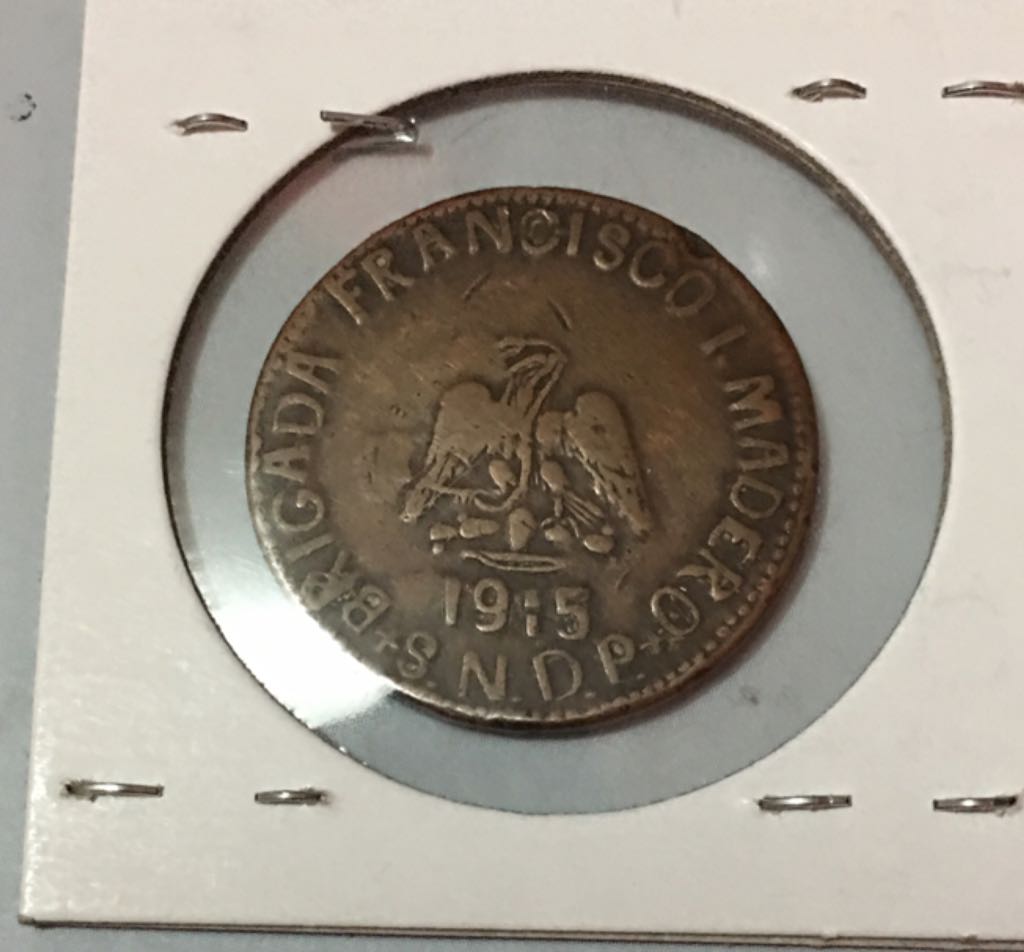 BRIGADA FRANCISCO I. MADERO
1915
+S. N. D. P.+